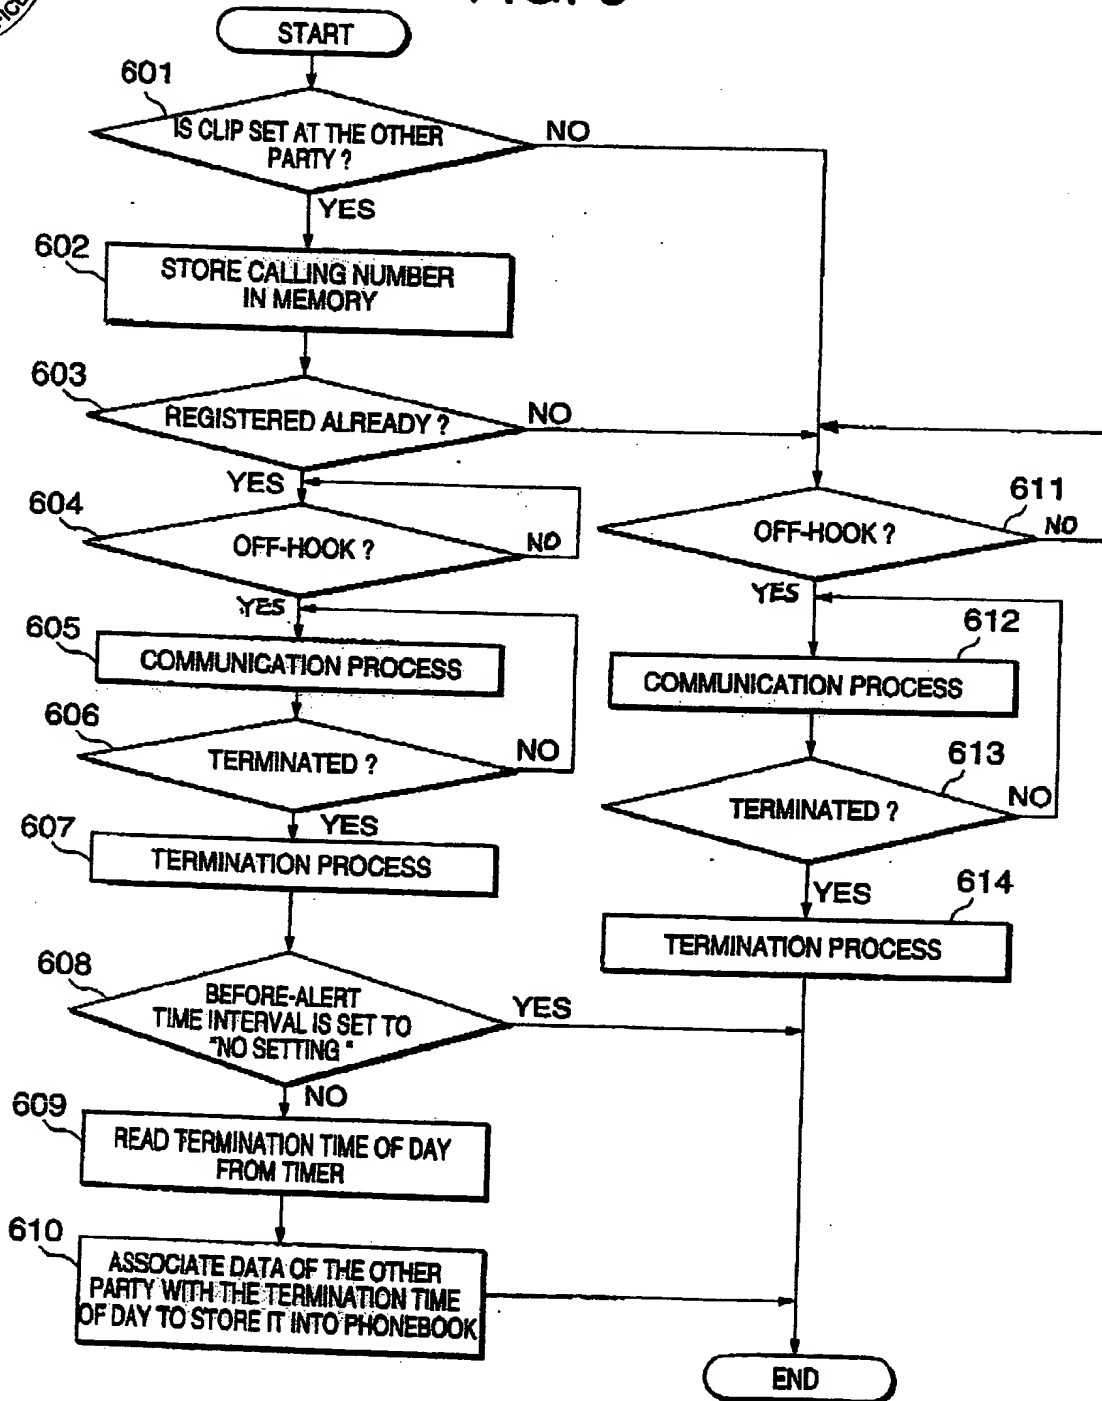 START
601
IS CLIP SET AT THE OTHER
PARTY ?
NO
YES
602
STORE CALLING NUMBER
IN MEMORY
603
REGISTERED ALREADY ?
NO
YES
604
OFF-HOOK ?
NO
YES
605
COMMUNICATION PROCESS
606
TERMINATED ?
NO
YES
607
TERMINATION PROCESS
608
BEFORE-ALERT
TIME INTERVAL IS SET TO
"NO SETTING "
YES
NO
609
READ TERMINATION TIME OF DAY
FROM TIMER
610
ASSOCIATE DATA OF THE OTHER
PARTY WITH THE TERMINATION TIME
OF DAY TO STORE IT INTO PHONEBOOK
611
OFF-HOOK ?
NO
YES
612
COMMUNICATION PROCESS
613
TERMINATED ?
NO
YES
614
TERMINATION PROCESS
END